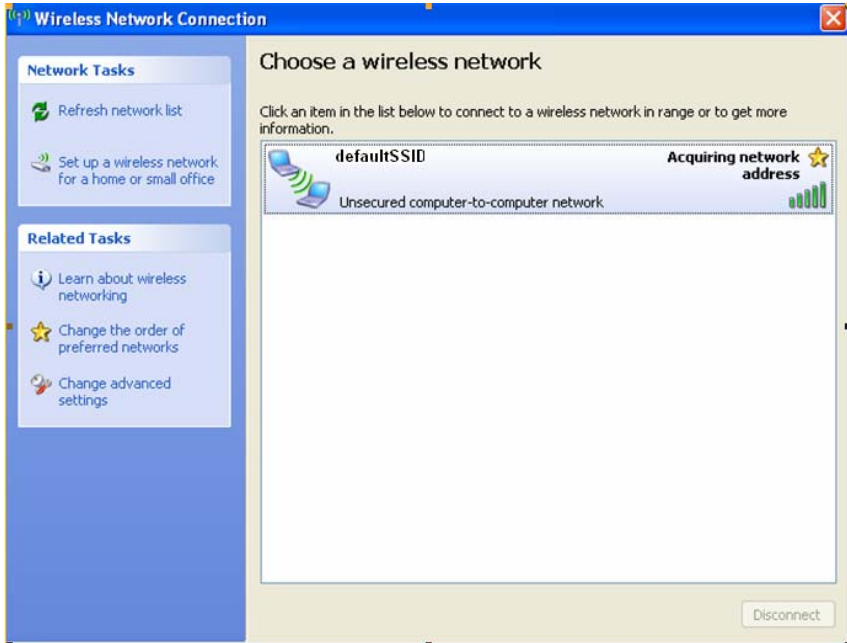 Wireless Network Connection
Network Tasks
Refresh network list
Set up a wireless network
for a home or small office
Related Tasks
Learn about wireless
networking
Change the order of
preferred networks
Change advanced
settings
Choose a wireless network
Click an item in the list below to connect to a wireless network in range or to get more
information.
defaultSSID
Acquiring network
address
Unsecured computer-to-computer network
Disconnect